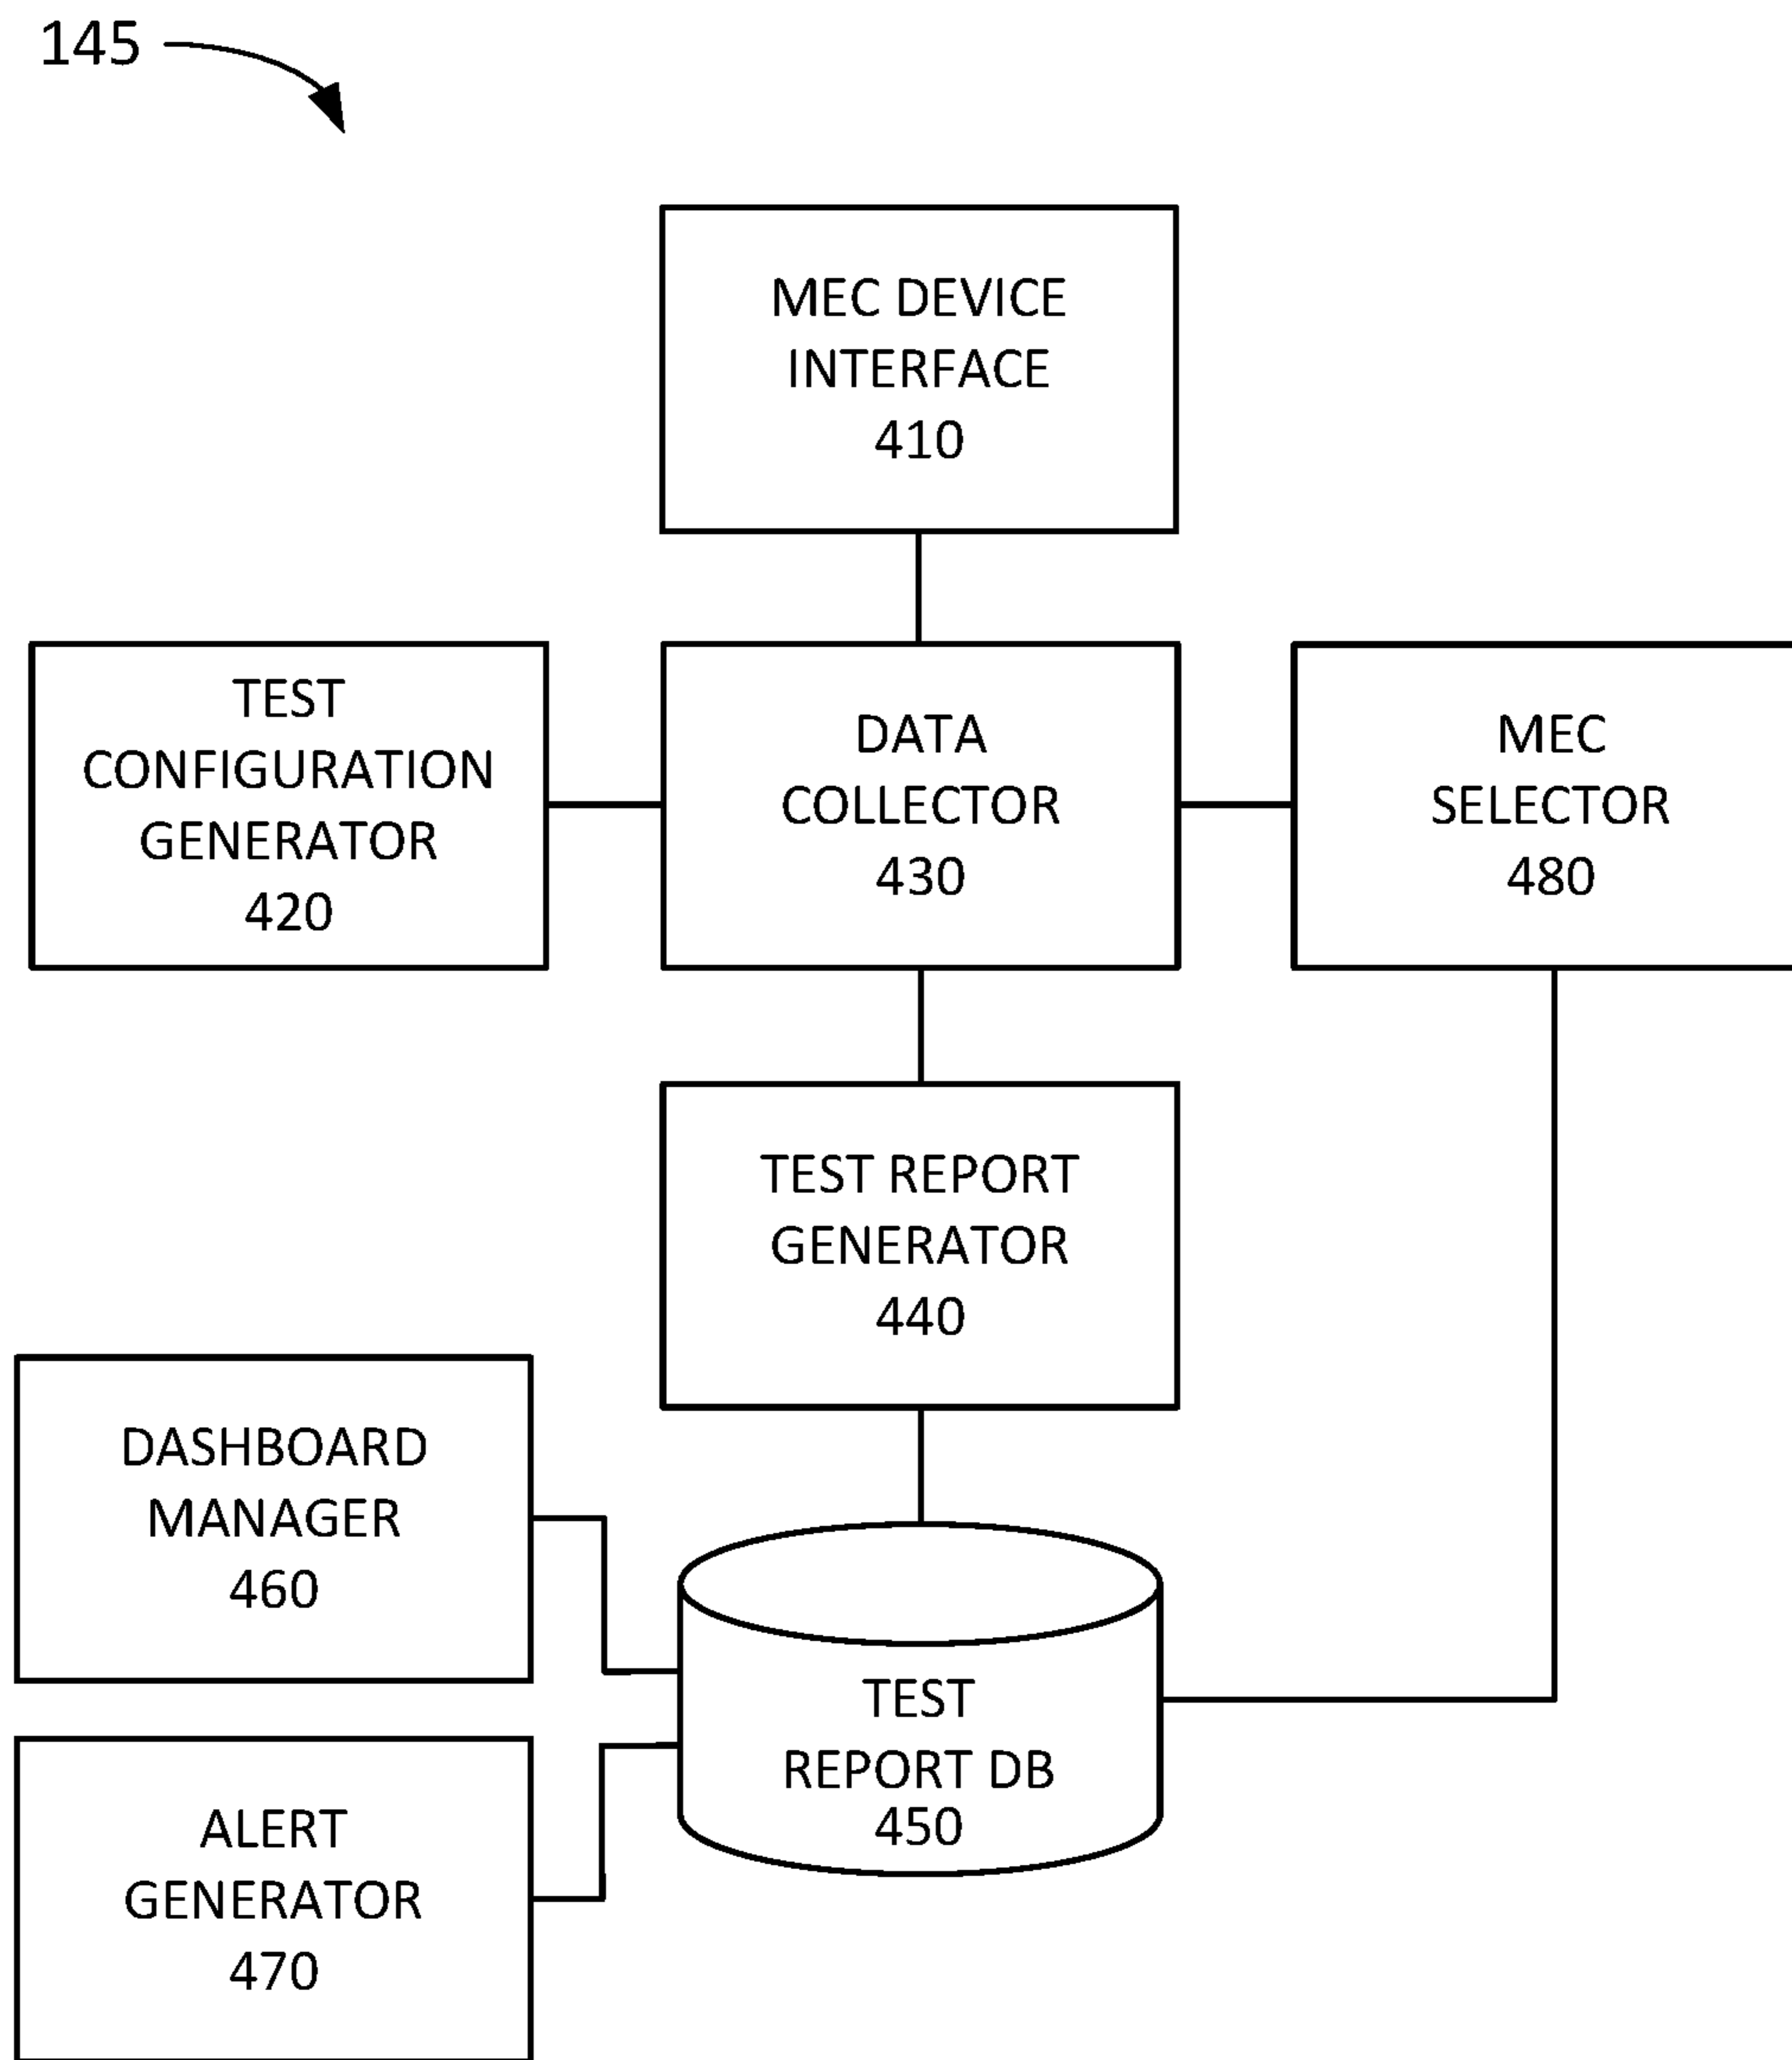 145
MEC DEVICE
INTERFACE
410
TEST
CONFIGURATION
GENERATOR
420
DATA
COLLECTOR
430
MEC
SELECTOR
480
TEST REPORT
GENERATOR
440
DASHBOARD
MANAGER
460
TEST
REPORT DB
450
ALERT
GENERATOR
470